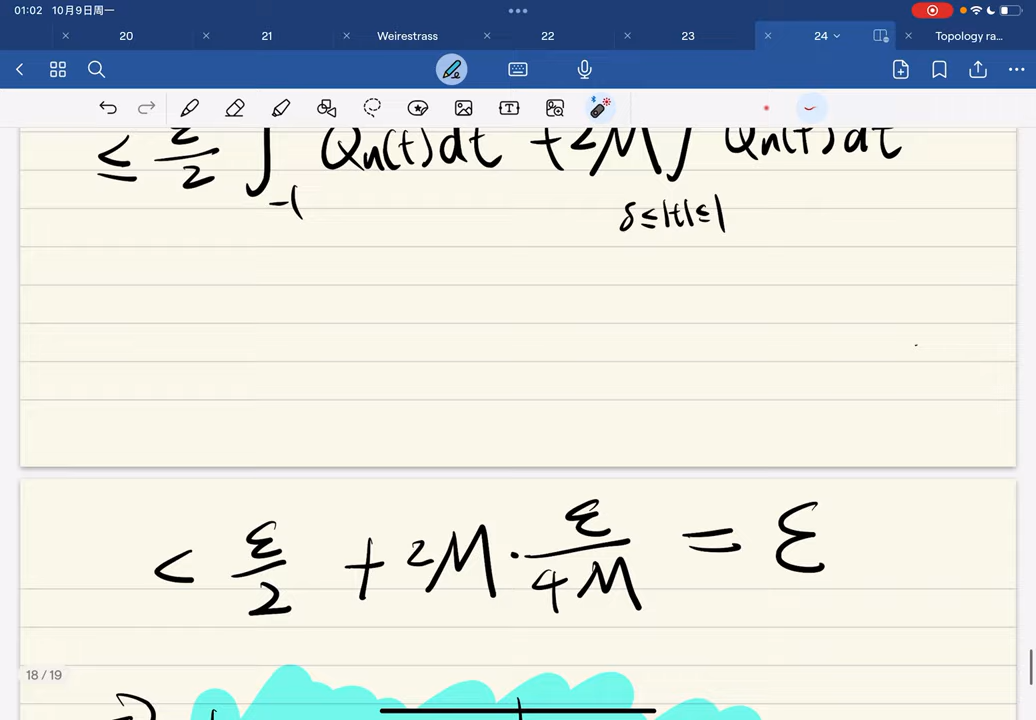 01:02 10月9日周一
20 21 Weirestrass 22 23 24 Topology ra...
≤ ε/2 ∫₋₁ Qn(t)dt + 2M ∫ Qn(t)dt
δ≤|t|≤1
< ε/2 + 2M · ε/4M = ε
18 / 19